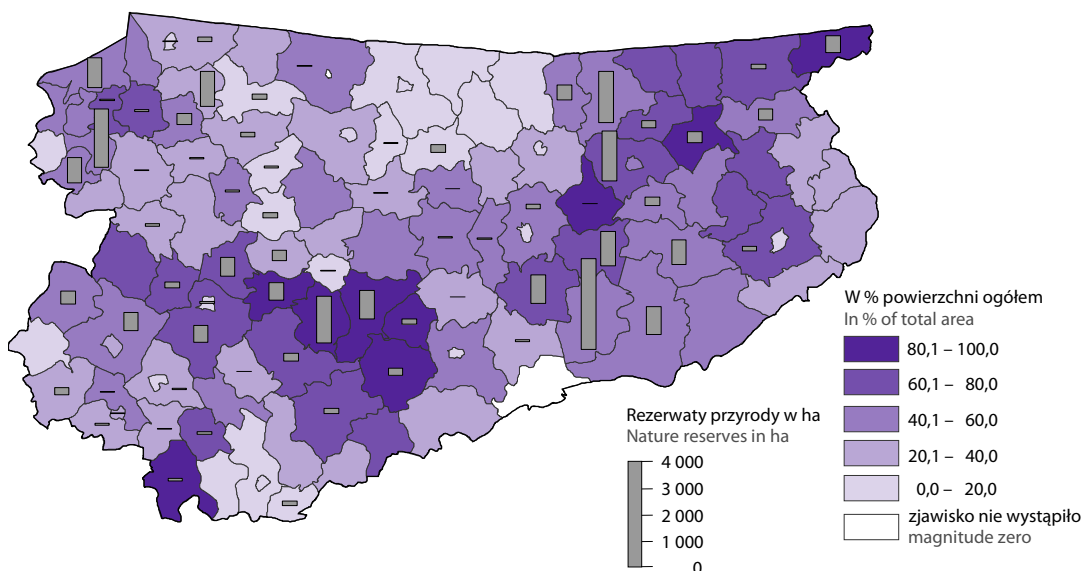 W % powierzchni ogółem
In % of total area
80,1 – 100,0
60,1 – 80,0
40,1 – 60,0
20,1 – 40,0
0,0 – 20,0
zjawisko nie wystąpiło
magnitude zero
Rezerwaty przyrody w ha
Nature reserves in ha
4 000
3 000
2 000
1 000
0